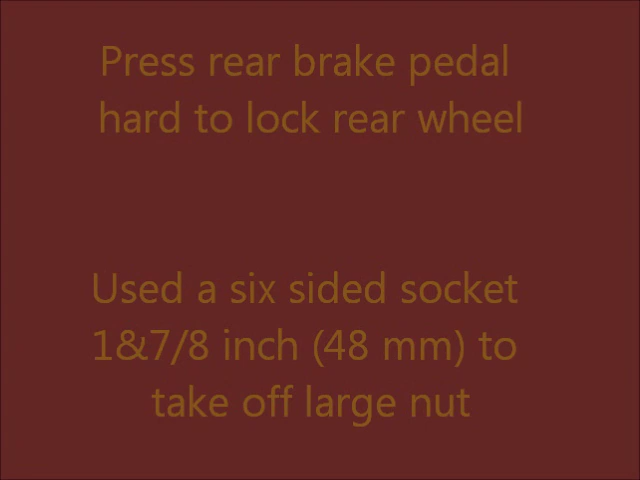 Press rear brake pedal
hard to lock rear wheel
Used a six sided socket
1&7/8 inch (48 mm) to
take off large nut